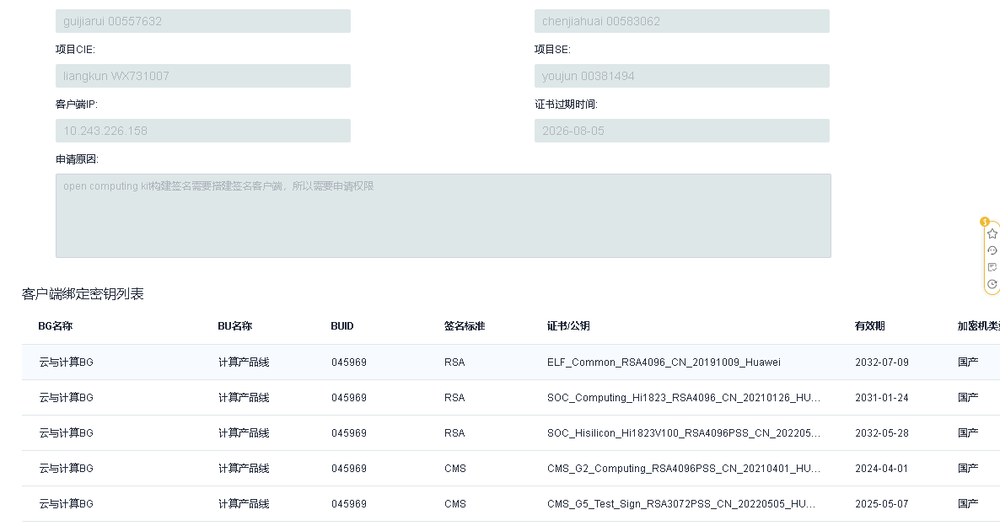 guijiarui 00557632 chenjiahuai 00583062
项目CIE: 项目SE:
liangkun WX731007 youjun 00381494
客户端IP: 证书过期时间:
10.243.226.158 2026-08-05
申请原因:
open computing kit构建签名需要搭建签名客户端，所以需要申请权限
客户端绑定密钥列表
BG名称 BU名称 BUID 签名标准 证书/公钥 有效期 加密机类
云与计算BG 计算产品线 045969 RSA ELF_Common_RSA4096_CN_20191009_Huawei 2032-07-09 国产
云与计算BG 计算产品线 045969 RSA SOC_Computing_Hi1823_RSA4096_CN_20210126_HU... 2031-01-24 国产
云与计算BG 计算产品线 045969 RSA SOC_Hisilicon_Hi1823V100_RSA4096PSS_CN_202205... 2032-05-28 国产
云与计算BG 计算产品线 045969 CMS CMS_G2_Computing_RSA4096PSS_CN_20210401_HU... 2024-04-01 国产
云与计算BG 计算产品线 045969 CMS CMS_G5_Test_Sign_RSA3072PSS_CN_20220505_HU... 2025-05-07 国产